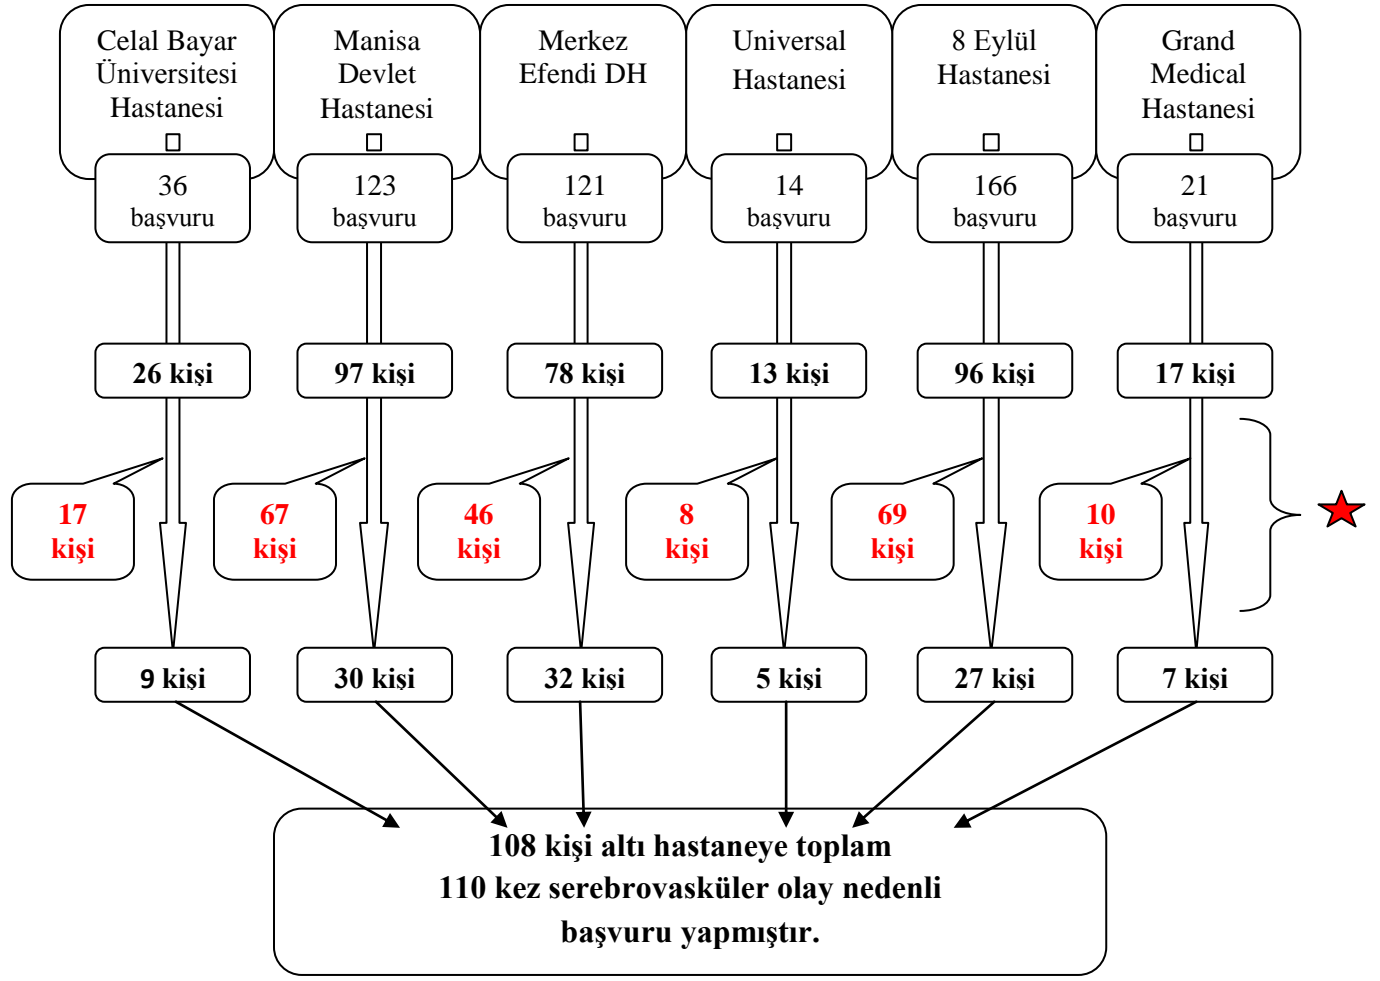 Celal Bayar
Üniversitesi
Hastanesi
Manisa
Devlet
Hastanesi
Merkez
Efendi DH
Universal
Hastanesi
8 Eylül
Hastanesi
Grand
Medical
Hastanesi
36
başvuru
123
başvuru
121
başvuru
14
başvuru
166
başvuru
21
başvuru
26 kişi
97 kişi
78 kişi
13 kişi
96 kişi
17 kişi
17
kişi
67
kişi
46
kişi
8
kişi
69
kişi
10
kişi
9 kişi
30 kişi
32 kişi
5 kişi
27 kişi
7 kişi
108 kişi altı hastaneye toplam
110 kez serebrovasküler olay nedenli
başvuru yapmıştır.